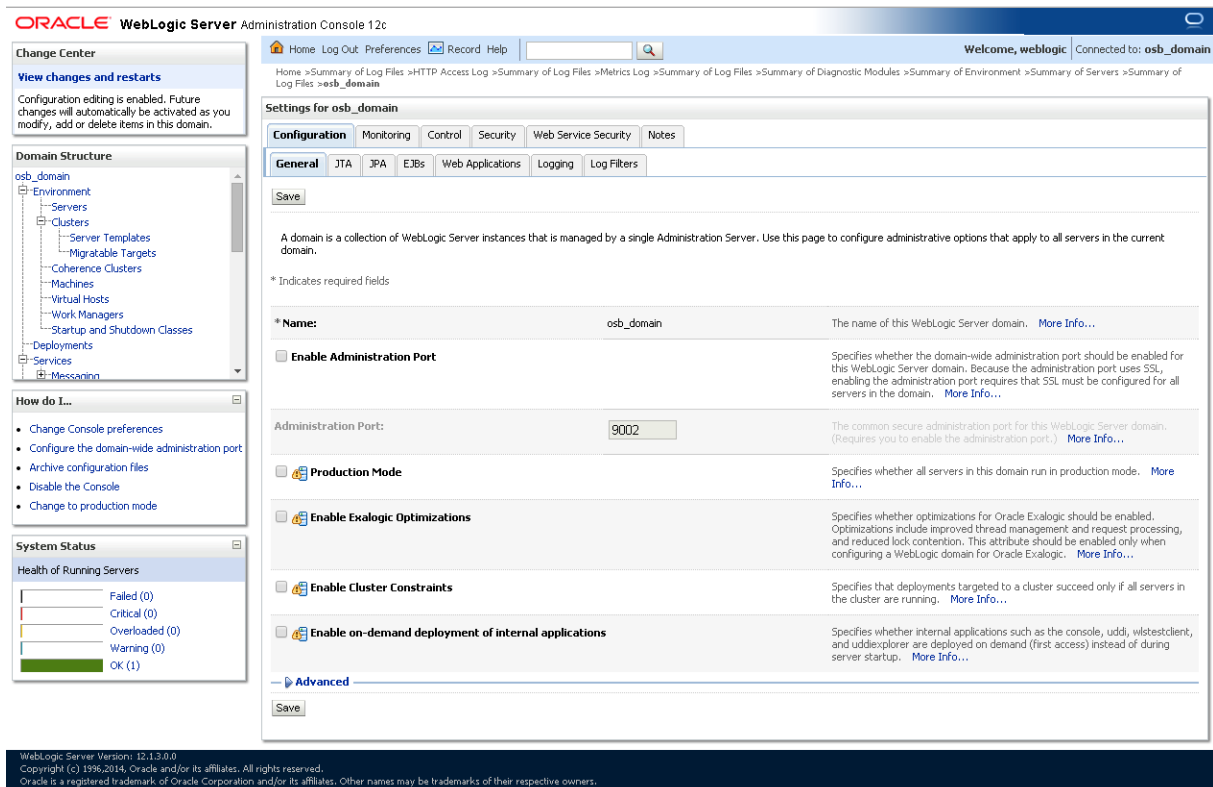 ORACLE WebLogic Server Administration Console 12c
Change Center
View changes and restarts
Configuration editing is enabled. Future
changes will automatically be activated as you
modify, add or delete items in this domain.
Domain Structure
osb_domain
Environment
Servers
Clusters
Server Templates
Migratable Targets
Coherence Clusters
Machines
Virtual Hosts
Work Managers
Startup and Shutdown Classes
Deployments
Services
Messaging
How do I...
Change Console preferences
Configure the domain-wide administration port
Archive configuration files
Disable the Console
Change to production mode
System Status
Health of Running Servers
Failed (0)
Critical (0)
Overloaded (0)
Warning (0)
OK (1)
Home Log Out Preferences Record Help
Welcome, weblogic Connected to: osb_domain
Home >Summary of Log Files >HTTP Access Log >Summary of Log Files >Metrics Log >Summary of Log Files >Summary of Diagnostic Modules >Summary of Environment >Summary of Servers >Summary of
Log Files >osb_domain
Settings for osb_domain
Configuration Monitoring Control Security Web Service Security Notes
General JTA JPA EJBs Web Applications Logging Log Filters
Save
A domain is a collection of WebLogic Server instances that is managed by a single Administration Server. Use this page to configure administrative options that apply to all servers in the current
domain.
* Indicates required fields
* Name: osb_domain The name of this WebLogic Server domain. More Info...
Enable Administration Port
Specifies whether the domain-wide administration port should be enabled for
this WebLogic Server domain. Because the administration port uses SSL,
enabling the administration port requires that SSL must be configured for all
servers in the domain. More Info...
Administration Port: 9002
The common secure administration port for this WebLogic Server domain.
(Requires you to enable the administration port.) More Info...
Production Mode
Specifies whether all servers in this domain run in production mode. More
Info...
Enable Exalogic Optimizations
Specifies whether optimizations for Oracle Exalogic should be enabled.
Optimizations include improved thread management and request processing,
and reduced lock contention. This attribute should be enabled only when
configuring a WebLogic domain for Oracle Exalogic. More Info...
Enable Cluster Constraints
Specifies that deployments targeted to a cluster succeed only if all servers in
the cluster are running. More Info...
Enable on-demand deployment of internal applications
Specifies whether internal applications such as the console, uddi, wlstestclient,
and uddiexplorer are deployed on demand (first access) instead of during
server startup. More Info...
Advanced
Save
WebLogic Server Version: 12.1.3.0.0
Copyright (c) 1996,2014, Oracle and/or its affiliates. All rights reserved.
Oracle is a registered trademark of Oracle Corporation and/or its affiliates. Other names may be trademarks of their respective owners.